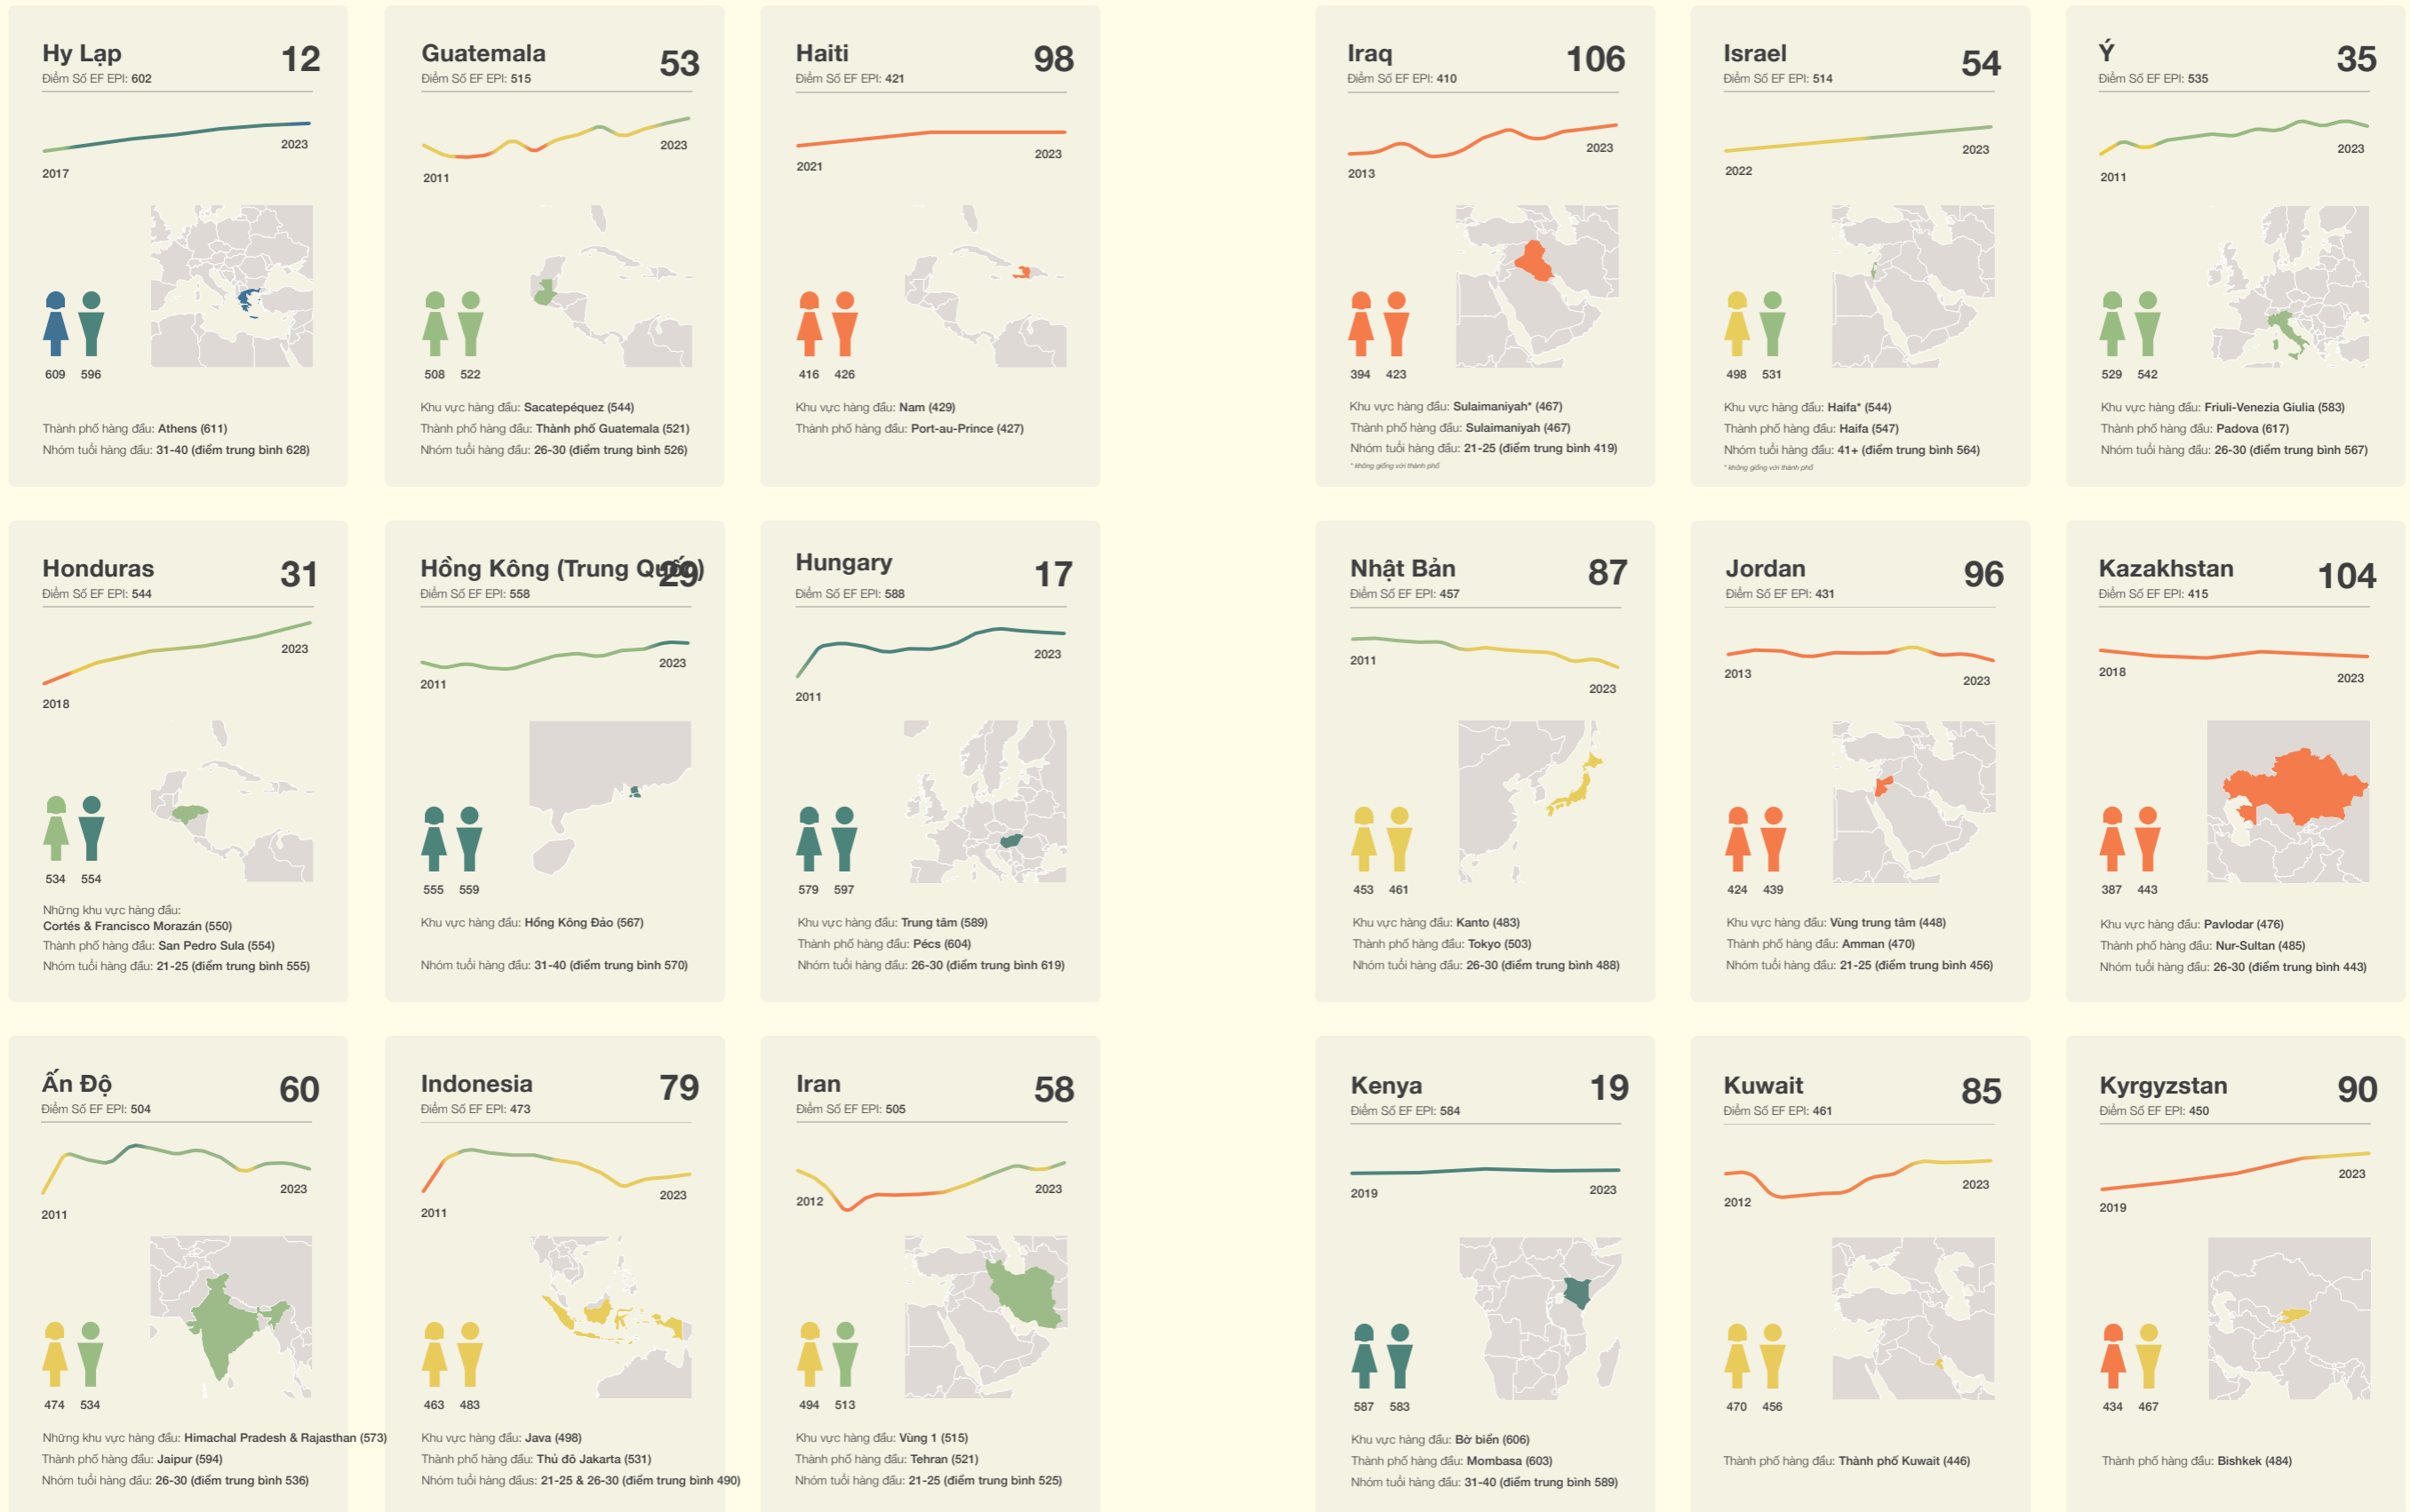 Hy Lạp
12
Điểm Số EF EPI: 602
2017
2023
609 596
Thành phố hàng đầu: Athens (611)
Nhóm tuổi hàng đầu: 31-40 (điểm trung bình 628)
Guatemala
53
Điểm Số EF EPI: 515
2011
2023
508 522
Khu vực hàng đầu: Sacatepéquez (544)
Thành phố hàng đầu: Thành phố Guatemala (521)
Nhóm tuổi hàng đầu: 26-30 (điểm trung bình 526)
Haiti
98
Điểm Số EF EPI: 421
2021
2023
416 426
Khu vực hàng đầu: Nam (429)
Thành phố hàng đầu: Port-au-Prince (427)
Iraq
106
Điểm Số EF EPI: 410
2013
2023
394 423
Khu vực hàng đầu: Sulaimaniyah* (467)
Thành phố hàng đầu: Sulaimaniyah (467)
Nhóm tuổi hàng đầu: 21-25 (điểm trung bình 419)
* không giống với thành phố
Israel
54
Điểm Số EF EPI: 514
2022
2023
498 531
Khu vực hàng đầu: Haifa* (544)
Thành phố hàng đầu: Haifa (547)
Nhóm tuổi hàng đầu: 41+ (điểm trung bình 564)
* không giống với thành phố
Ý
35
Điểm Số EF EPI: 535
2011
2023
529 542
Khu vực hàng đầu: Friuli-Venezia Giulia (583)
Thành phố hàng đầu: Padova (617)
Nhóm tuổi hàng đầu: 26-30 (điểm trung bình 567)
Honduras
31
Điểm Số EF EPI: 544
2018
2023
534 554
Những khu vực hàng đầu:
Cortés & Francisco Morazán (550)
Thành phố hàng đầu: San Pedro Sula (554)
Nhóm tuổi hàng đầu: 21-25 (điểm trung bình 555)
Hồng Kông (Trung Quốc)
29
Điểm Số EF EPI: 558
2011
2023
555 559
Khu vực hàng đầu: Hồng Kông Đảo (567)
Nhóm tuổi hàng đầu: 31-40 (điểm trung bình 570)
Hungary
17
Điểm Số EF EPI: 588
2011
2023
579 597
Khu vực hàng đầu: Trung tâm (589)
Thành phố hàng đầu: Pécs (604)
Nhóm tuổi hàng đầu: 26-30 (điểm trung bình 619)
Nhật Bản
87
Điểm Số EF EPI: 457
2011
2023
453 461
Khu vực hàng đầu: Kanto (483)
Thành phố hàng đầu: Tokyo (503)
Nhóm tuổi hàng đầu: 26-30 (điểm trung bình 488)
Jordan
96
Điểm Số EF EPI: 431
2013
2023
424 439
Khu vực hàng đầu: Vùng trung tâm (448)
Thành phố hàng đầu: Amman (470)
Nhóm tuổi hàng đầu: 21-25 (điểm trung bình 456)
Kazakhstan
104
Điểm Số EF EPI: 415
2018
2023
387 443
Khu vực hàng đầu: Pavlodar (476)
Thành phố hàng đầu: Nur-Sultan (485)
Nhóm tuổi hàng đầu: 26-30 (điểm trung bình 443)
Ấn Độ
60
Điểm Số EF EPI: 504
2011
2023
474 534
Những khu vực hàng đầu: Himachal Pradesh & Rajasthan (573)
Thành phố hàng đầu: Jaipur (594)
Nhóm tuổi hàng đầu: 26-30 (điểm trung bình 536)
Indonesia
79
Điểm Số EF EPI: 473
2011
2023
463 483
Khu vực hàng đầu: Java (498)
Thành phố hàng đầu: Thủ đô Jakarta (531)
Nhóm tuổi hàng đầus: 21-25 & 26-30 (điểm trung bình 490)
Iran
58
Điểm Số EF EPI: 505
2012
2023
494 513
Khu vực hàng đầu: Vùng 1 (515)
Thành phố hàng đầu: Tehran (521)
Nhóm tuổi hàng đầu: 21-25 (điểm trung bình 525)
Kenya
19
Điểm Số EF EPI: 584
2019
2023
587 583
Khu vực hàng đầu: Bờ biển (606)
Thành phố hàng đầu: Mombasa (603)
Nhóm tuổi hàng đầu: 31-40 (điểm trung bình 589)
Kuwait
85
Điểm Số EF EPI: 461
2012
2023
470 456
Thành phố hàng đầu: Thành phố Kuwait (446)
Kyrgyzstan
90
Điểm Số EF EPI: 450
2019
2023
434 467
Thành phố hàng đầu: Bishkek (484)